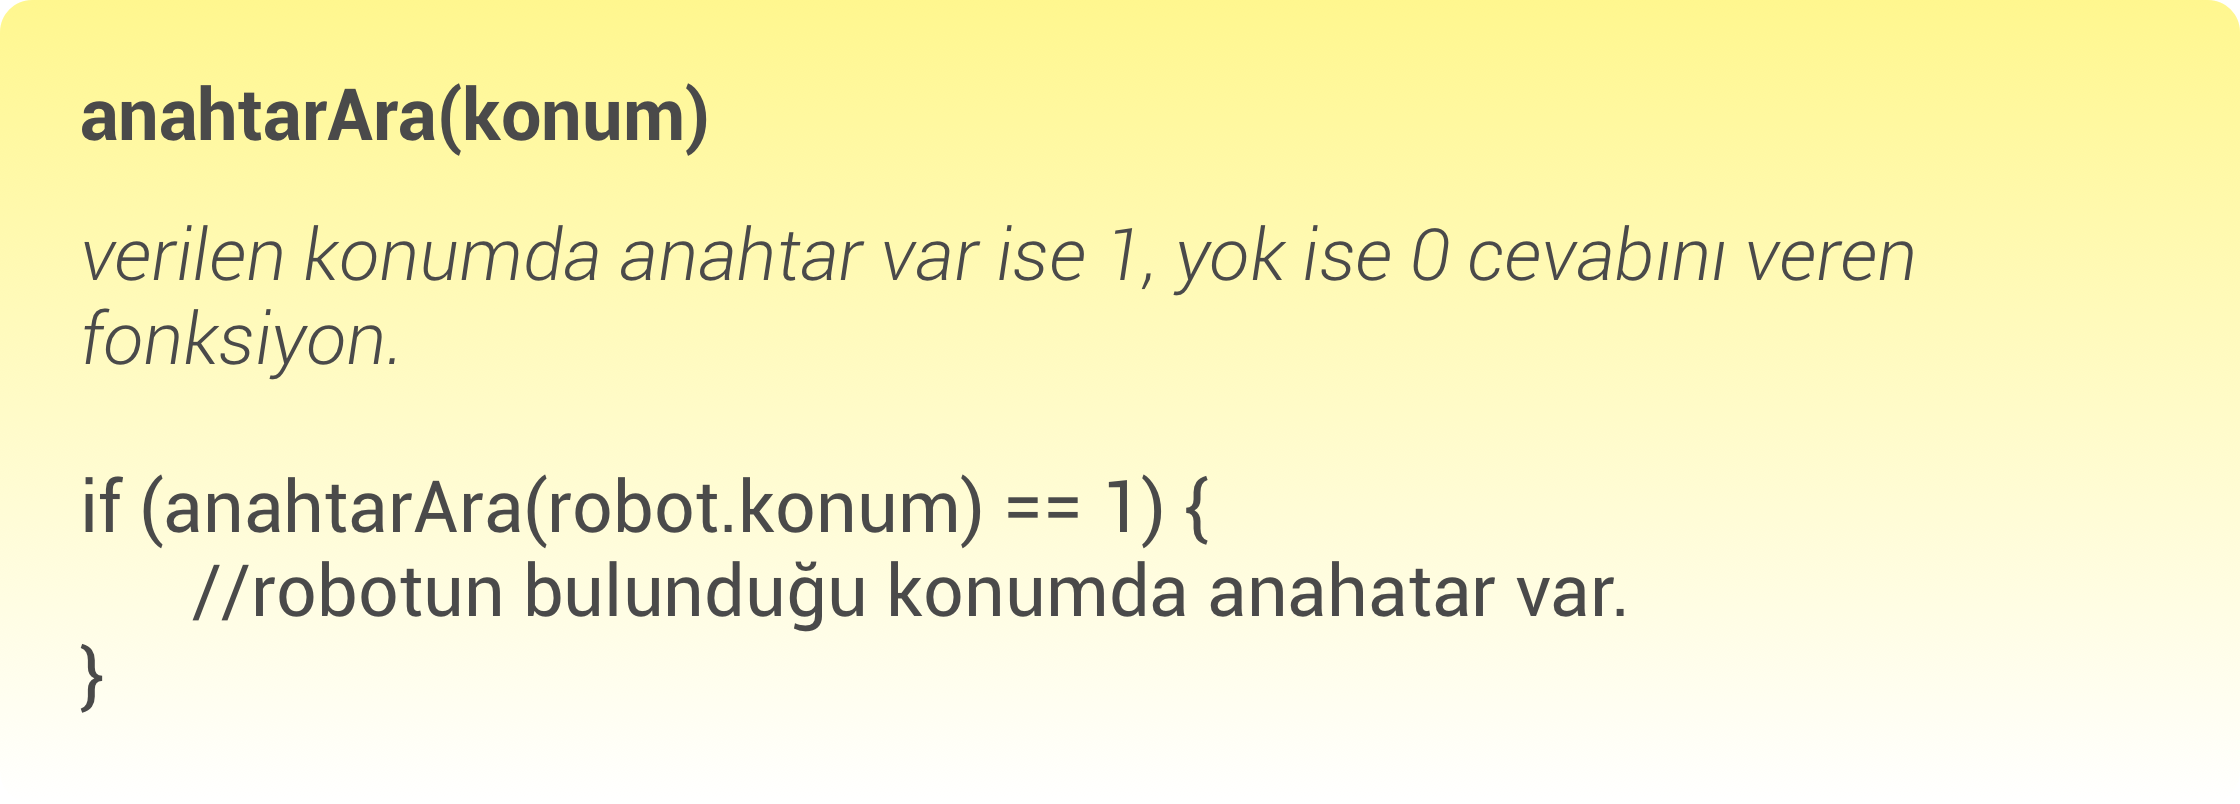 anahtarAra(konum)
verilen konumda anahtar var ise 1, yok ise 0 cevabını veren
fonksiyon.
if (anahtarAra(robot.konum) == 1) {
//robotun bulunduğu konumda anahatar var.
}